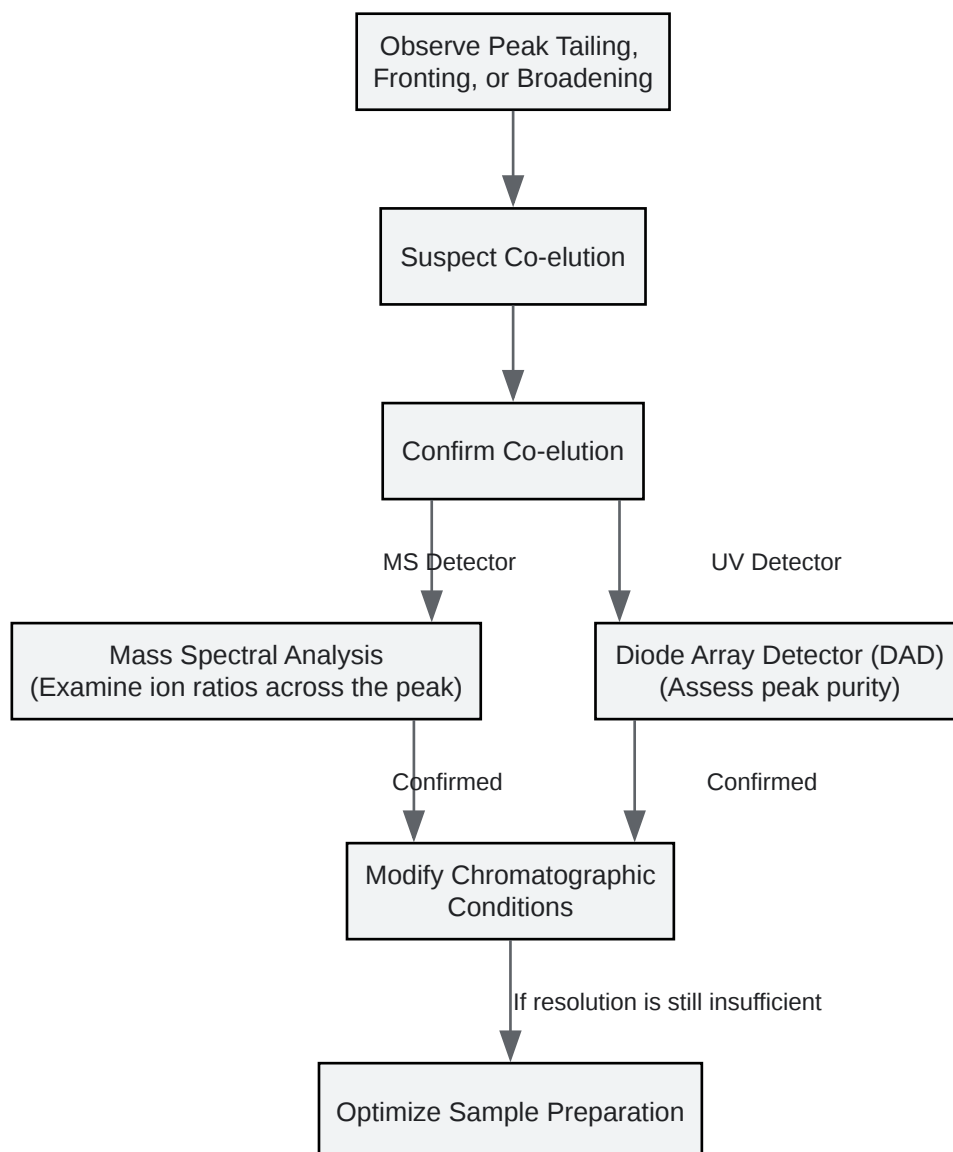 Observe Peak Tailing,
Fronting, or Broadening
Suspect Co-elution
Confirm Co-elution
MS Detector
UV Detector
Mass Spectral Analysis
(Examine ion ratios across the peak)
Diode Array Detector (DAD)
(Assess peak purity)
Confirmed
Confirmed
Modify Chromatographic
Conditions
If resolution is still insufficient
Optimize Sample Preparation